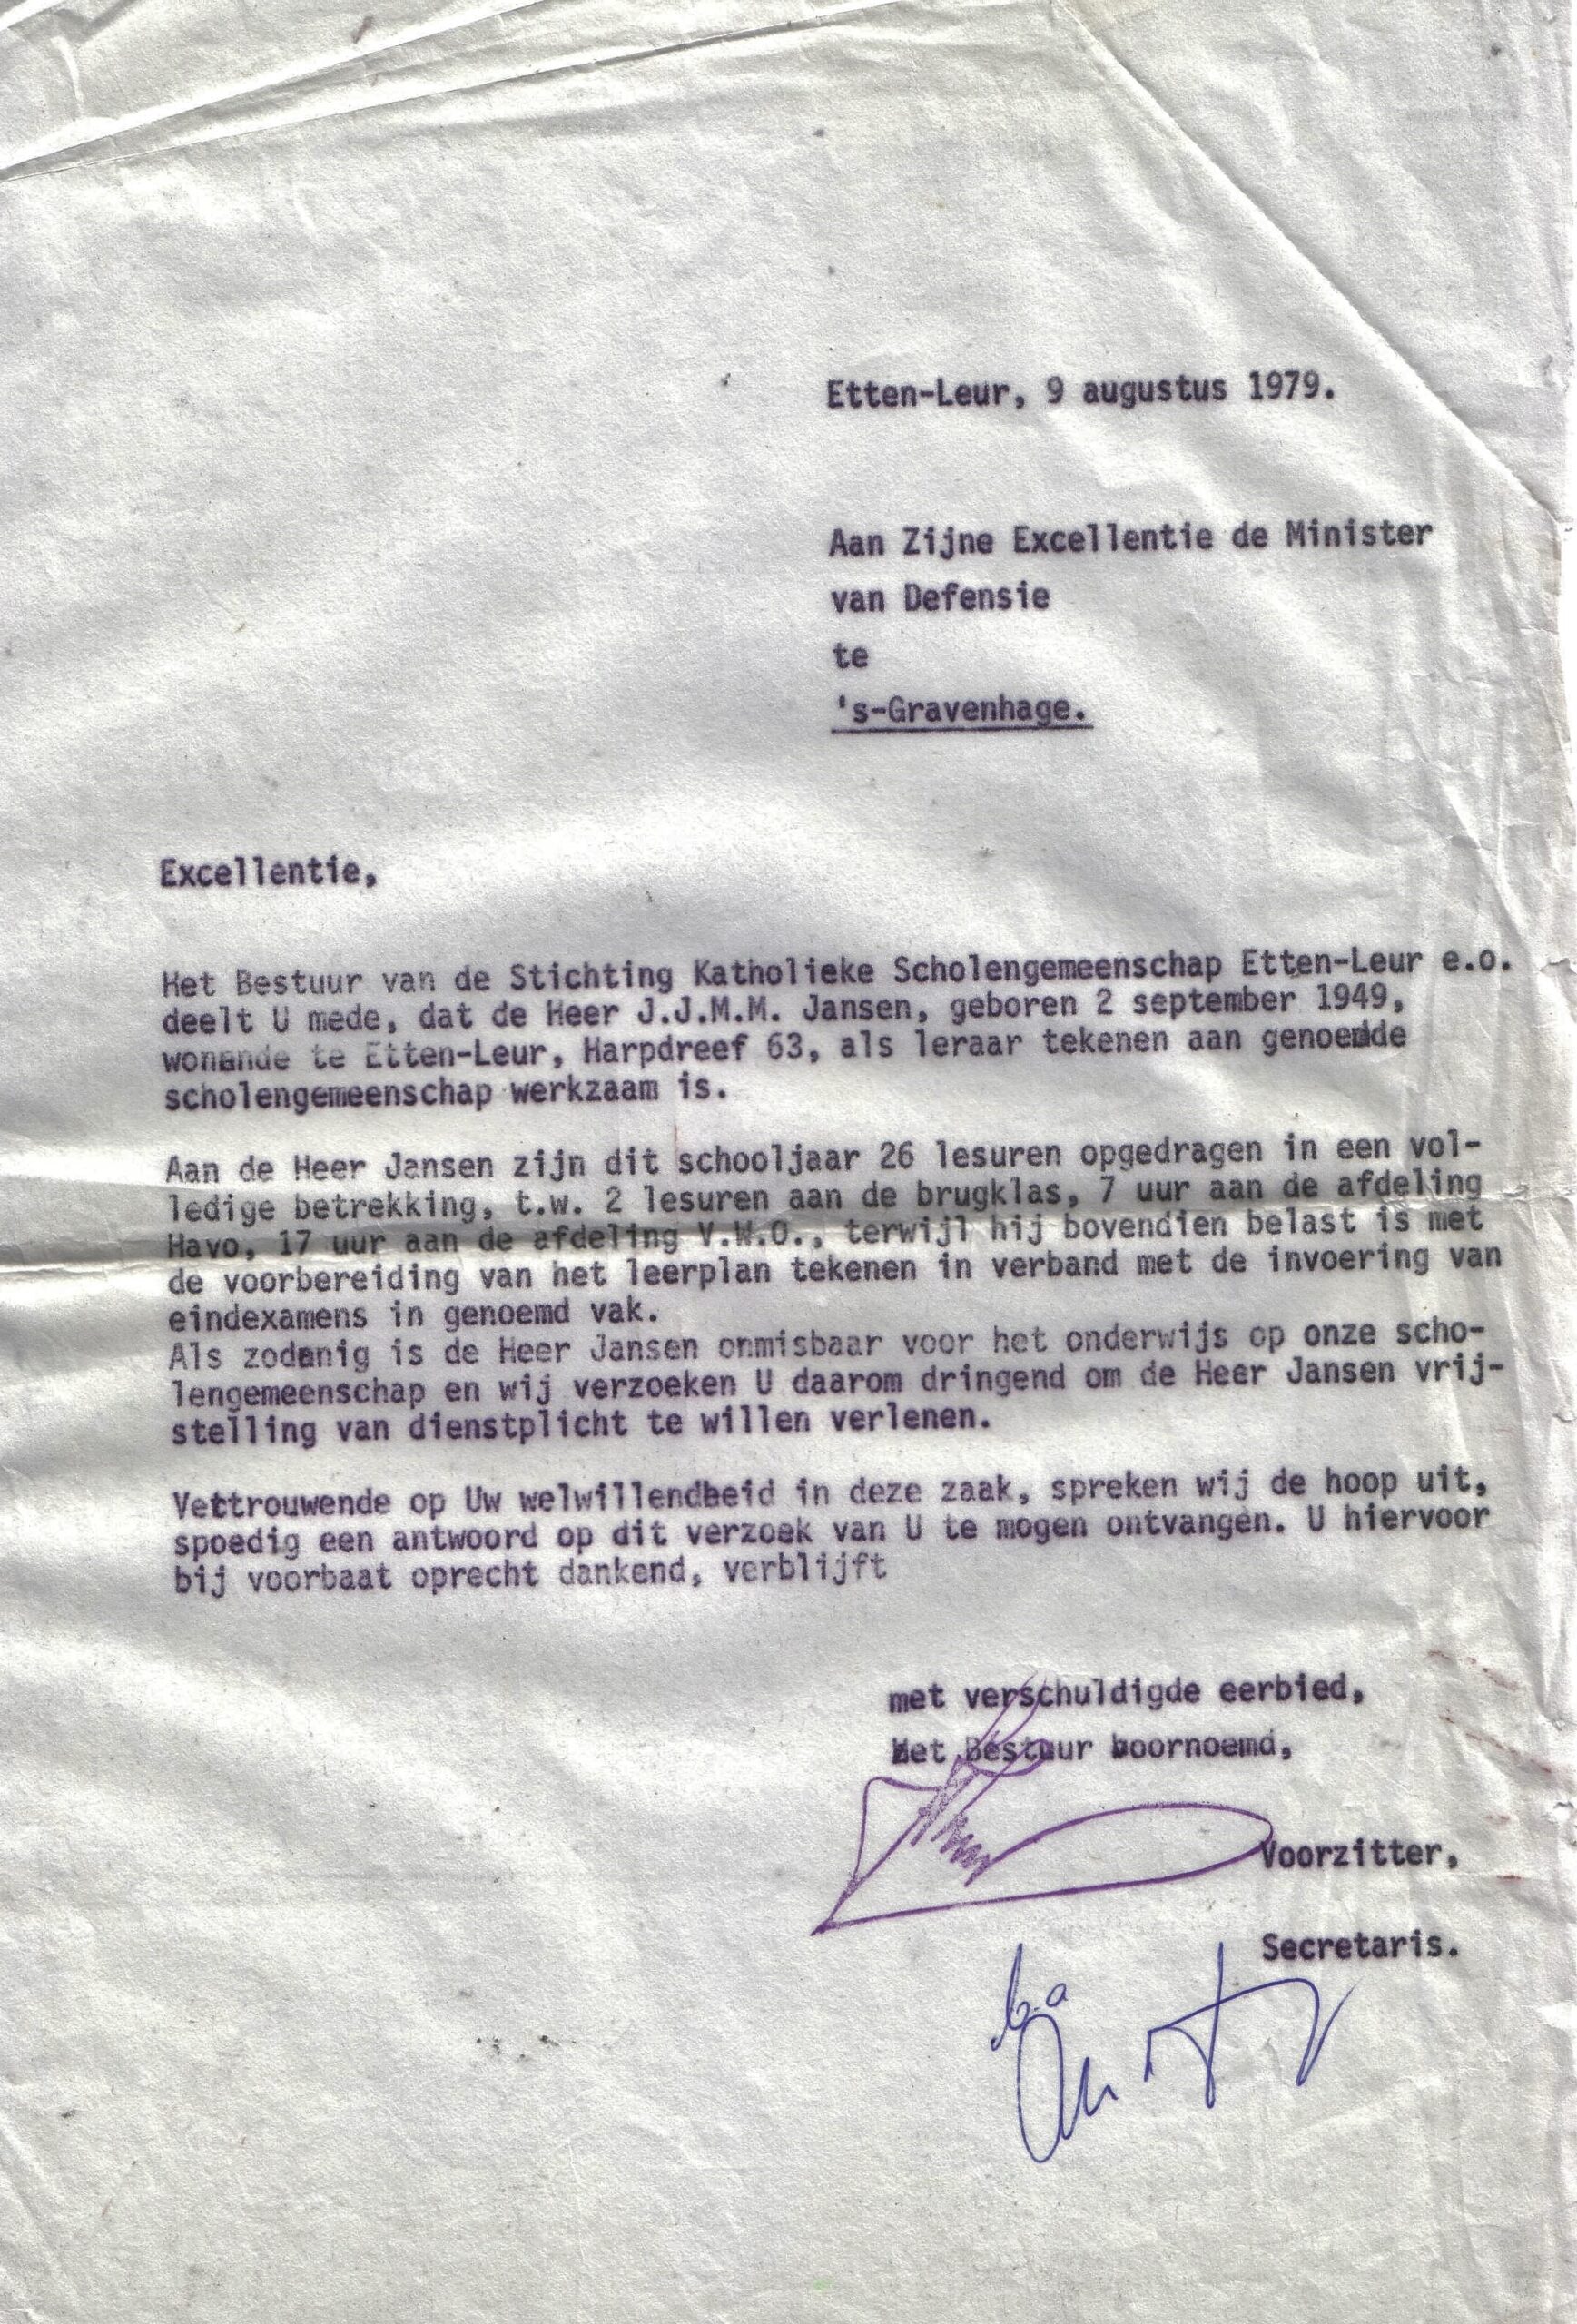 Etten-Leur, 9 augustus 1979.
Aan Zijne Excellentie de Minister
van Defensie
te
's-Gravenhage.
Excellentie,
Het Bestuur van de Stichting Katholieke Scholengemeenschap Etten-Leur e.o.
deelt U mede, dat de Heer J.J.M.M. Jansen, geboren 2 september 1949,
wonende te Etten-Leur, Harpdreef 63, als leraar tekenen aan genoemde
scholengemeenschap werkzaam is.
Aan de Heer Jansen zijn dit schooljaar 26 lesuren opgedragen in een vol-
ledige betrekking, t.w. 2 lesuren aan de brugklas, 7 uur aan de afdeling
Havo, 17 uur aan de afdeling V.W.O., terwijl hij bovendien belast is met
de voorbereiding van het leerplan tekenen in verband met de invoering van
eindexamens in genoemd vak.
Als zodanig is de Heer Jansen onmisbaar voor het onderwijs op onze scho-
lengemeenschap en wij verzoeken U daarom dringend om de Heer Jansen vrij-
stelling van dienstplicht te willen verlenen.
Vertrouwende op Uw welwillendheid in deze zaak, spreken wij de hoop uit,
spoedig een antwoord op dit verzoek van U te mogen ontvangen. U hiervoor
bij voorbaat oprecht dankend, verblijft
met verschuldigde eerbied,
Het Bestuur voornoemd,
Voorzitter,
Secretaris.
b.a